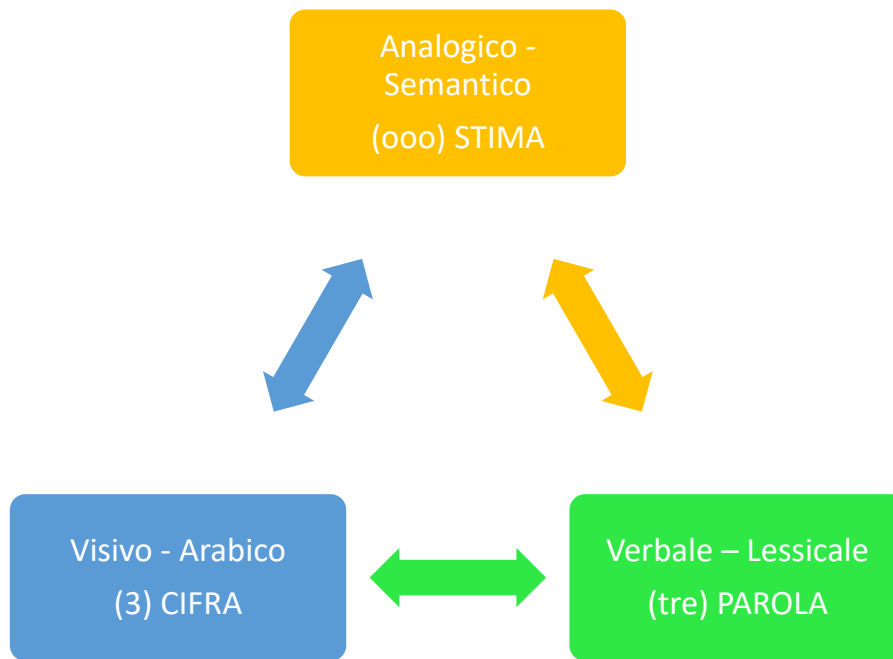 Analogico -
Semantico
(ooo) STIMA
Visivo - Arabico
(3) CIFRA
Verbale – Lessicale
(tre) PAROLA